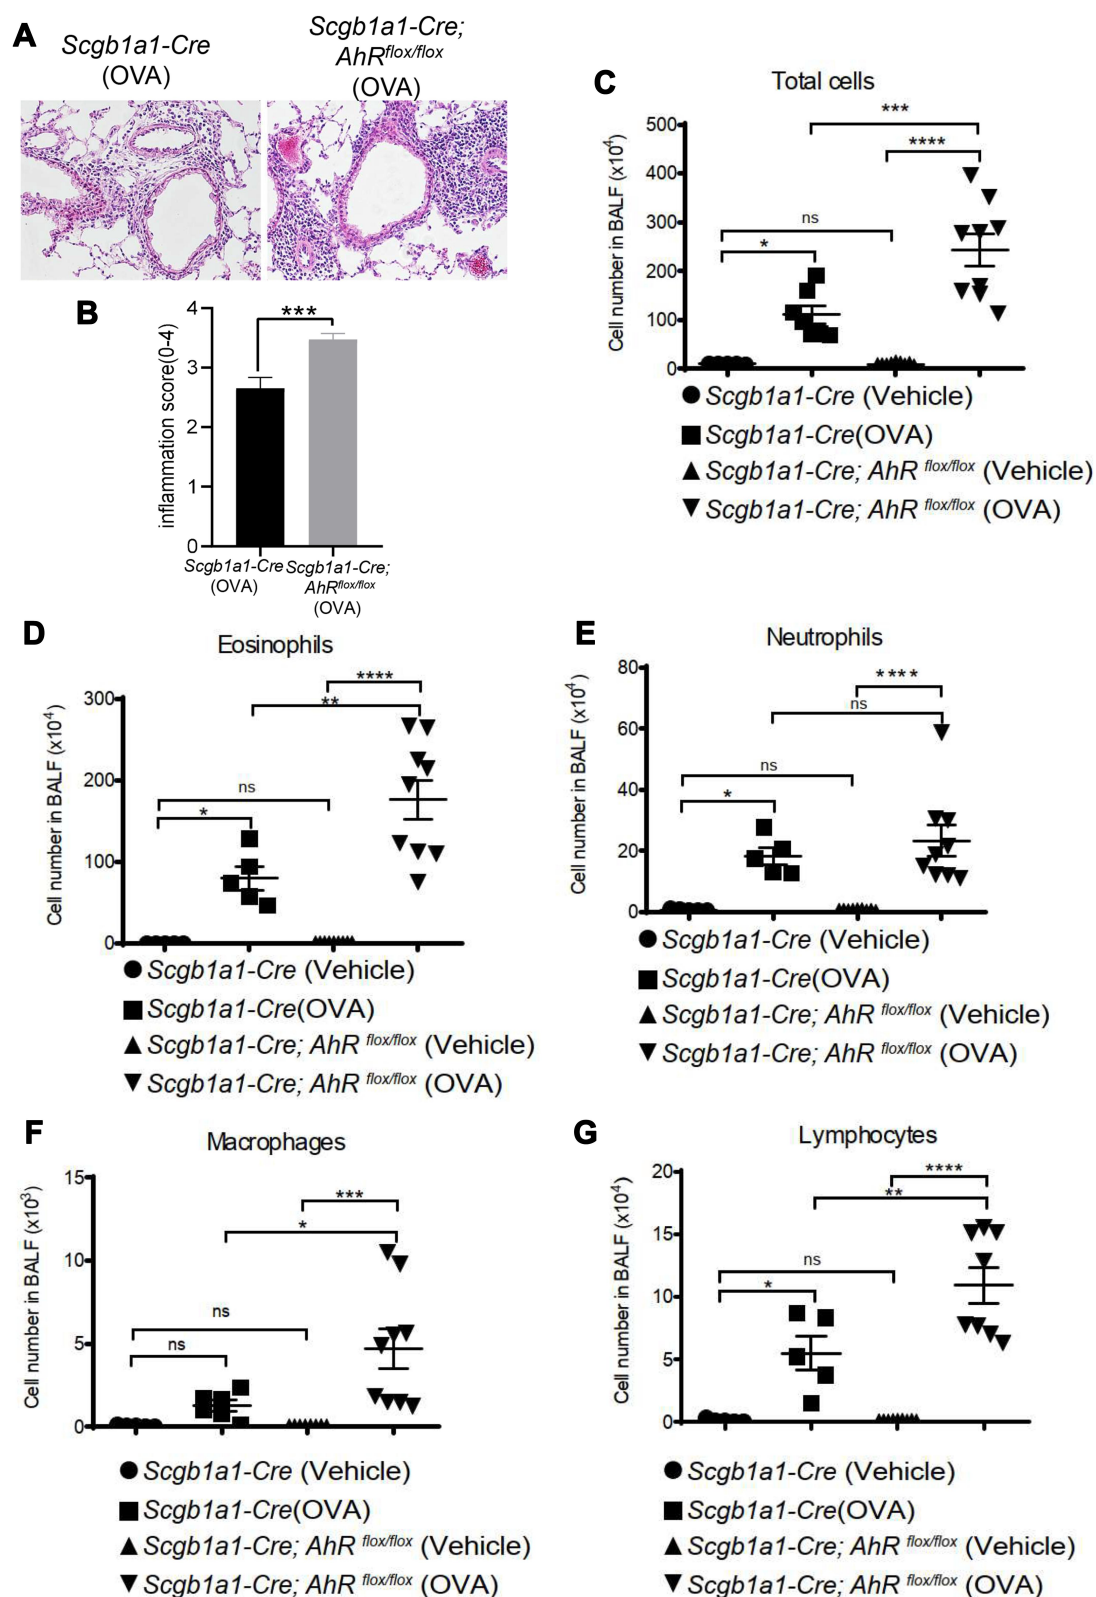 A
Scgb1a1-Cre
(OVA)
Scgb1a1-Cre;
AhRflox/flox
(OVA)
B
inflammation score(0-4)
4
3
2
1
0
***
Scgb1a1-Cre
(OVA)
Scgb1a1-Cre;
AhRflox/flox
(OVA)
C
Total cells
Cell number in BALF (x10⁴)
500
400
300
200
100
0
***
****
ns
*
Scgb1a1-Cre (Vehicle)
Scgb1a1-Cre(OVA)
Scgb1a1-Cre; AhR flox/flox (Vehicle)
Scgb1a1-Cre; AhR flox/flox (OVA)
D
Eosinophils
Cell number in BALF (x10⁴)
300
200
100
0
****
**
ns
*
Scgb1a1-Cre (Vehicle)
Scgb1a1-Cre(OVA)
Scgb1a1-Cre; AhR flox/flox (Vehicle)
Scgb1a1-Cre; AhR flox/flox (OVA)
E
Neutrophils
Cell number in BALF (x10⁴)
80
60
40
20
0
****
ns
ns
*
Scgb1a1-Cre (Vehicle)
Scgb1a1-Cre(OVA)
Scgb1a1-Cre; AhR flox/flox (Vehicle)
Scgb1a1-Cre; AhR flox/flox (OVA)
F
Macrophages
Cell number in BALF (x10³)
15
10
5
0
***
*
ns
ns
Scgb1a1-Cre (Vehicle)
Scgb1a1-Cre(OVA)
Scgb1a1-Cre; AhR flox/flox (Vehicle)
Scgb1a1-Cre; AhR flox/flox (OVA)
G
Lymphocytes
Cell number in BALF (x10⁴)
20
15
10
5
0
****
**
ns
*
Scgb1a1-Cre (Vehicle)
Scgb1a1-Cre(OVA)
Scgb1a1-Cre; AhR flox/flox (Vehicle)
Scgb1a1-Cre; AhR flox/flox (OVA)